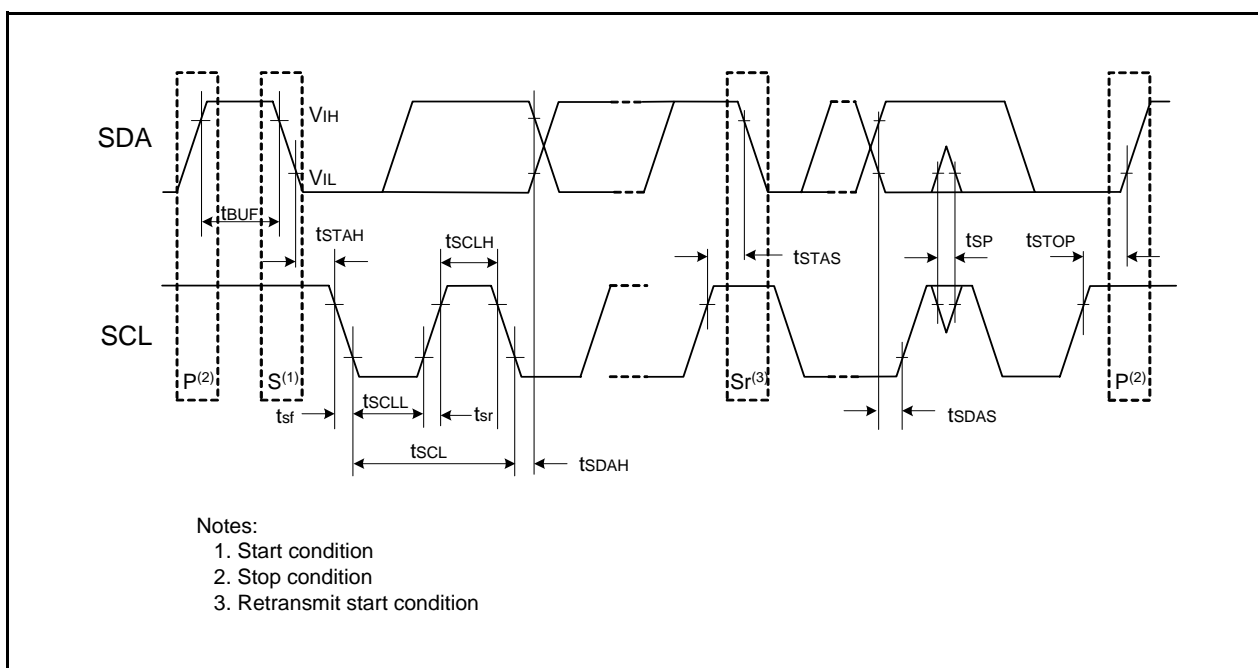 SDA
VIH
VIL
tBUF
tSTAH
tSCLH
tSTAS
tSP
tSTOP
SCL
P(2)
S(1)
Sr(3)
P(2)
tsf
tSCLL
tsr
tSDAS
tSCL
tSDAH
Notes:
1. Start condition
2. Stop condition
3. Retransmit start condition